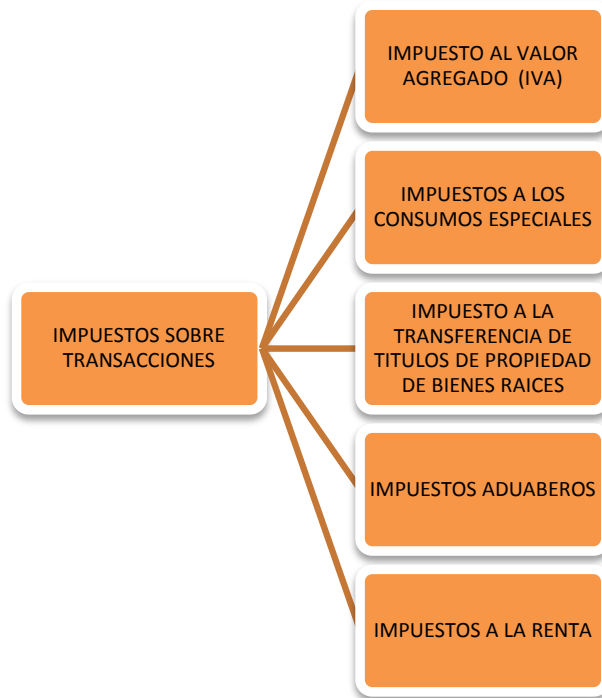 IMPUESTO AL VALOR
AGREGADO (IVA)
IMPUESTOS A LOS
CONSUMOS ESPECIALES
IMPUESTOS SOBRE
TRANSACCIONES
IMPUESTO A LA
TRANSFERENCIA DE
TITULOS DE PROPIEDAD
DE BIENES RAICES
IMPUESTOS ADUABEROS
IMPUESTOS A LA RENTA